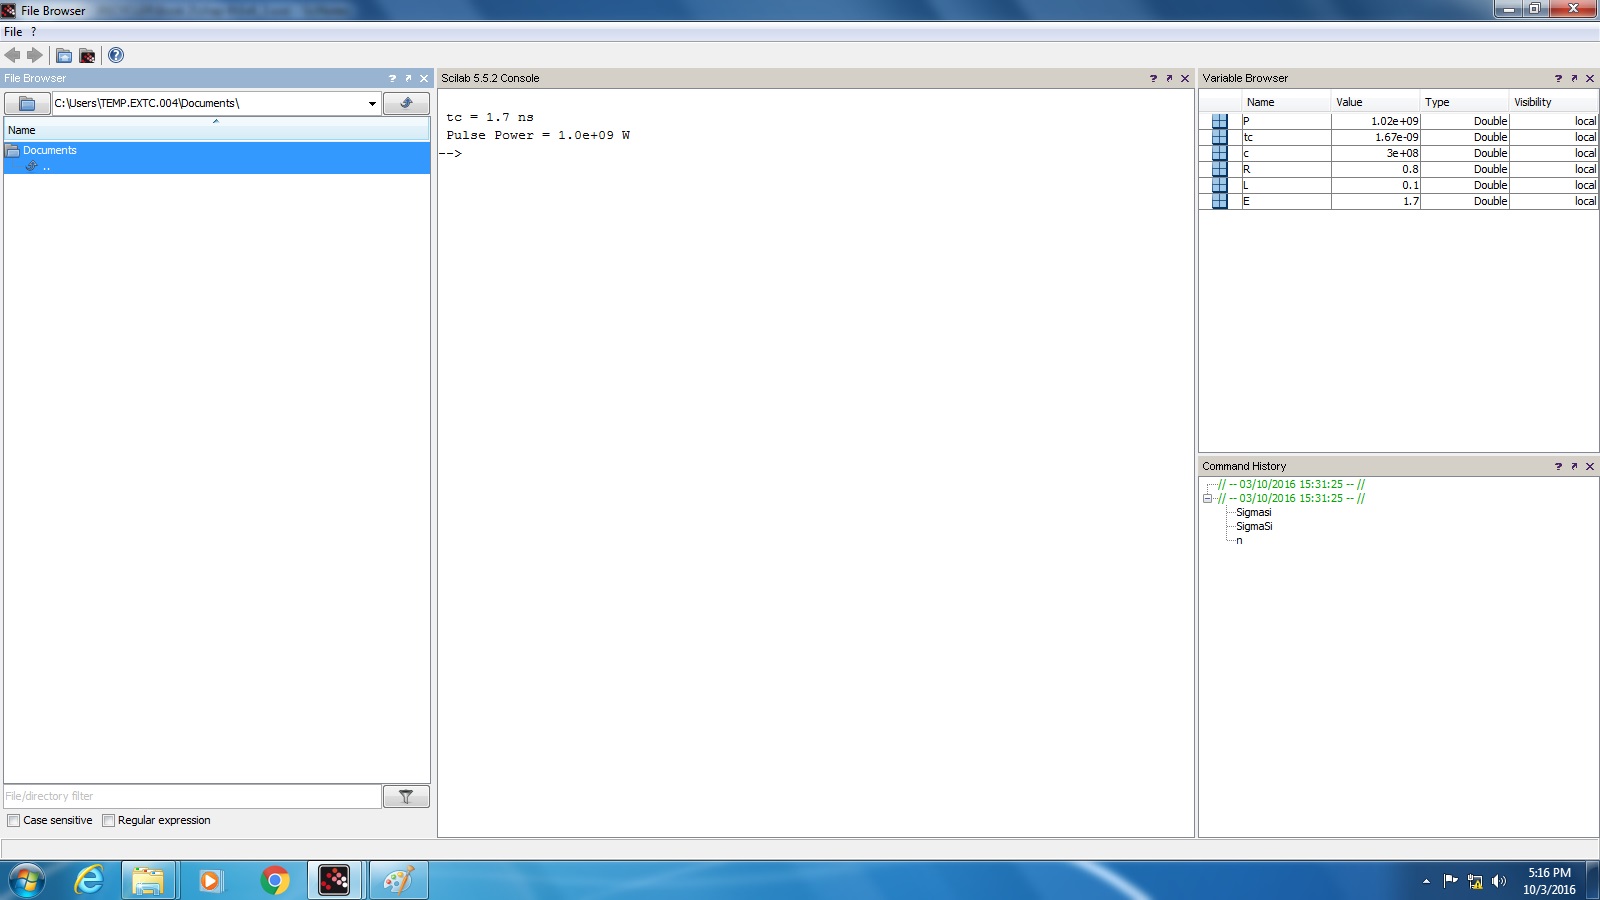 File Browser
File ?
File Browser
C:\Users\TEMP.EXTC.004\Documents\
Name
Documents
..
File/directory filter
Case sensitive Regular expression
Scilab 5.5.2 Console
tc = 1.7 ns
Pulse Power = 1.0e+09 W
-->
Variable Browser
Name Value Type Visibility
P 1.02e+09 Double local
tc 1.67e-09 Double local
c 3e+08 Double local
R 0.8 Double local
L 0.1 Double local
E 1.7 Double local
Command History
// -- 03/10/2016 15:31:25 -- //
// -- 03/10/2016 15:31:25 -- //
Sigmasi
SigmaSi
n
5:16 PM
10/3/2016